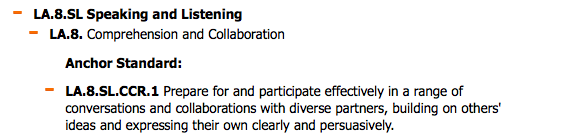 LA.8.SL Speaking and Listening
LA.8. Comprehension and Collaboration
Anchor Standard:
LA.8.SL.CCR.1 Prepare for and participate effectively in a range of
conversations and collaborations with diverse partners, building on others'
ideas and expressing their own clearly and persuasively.